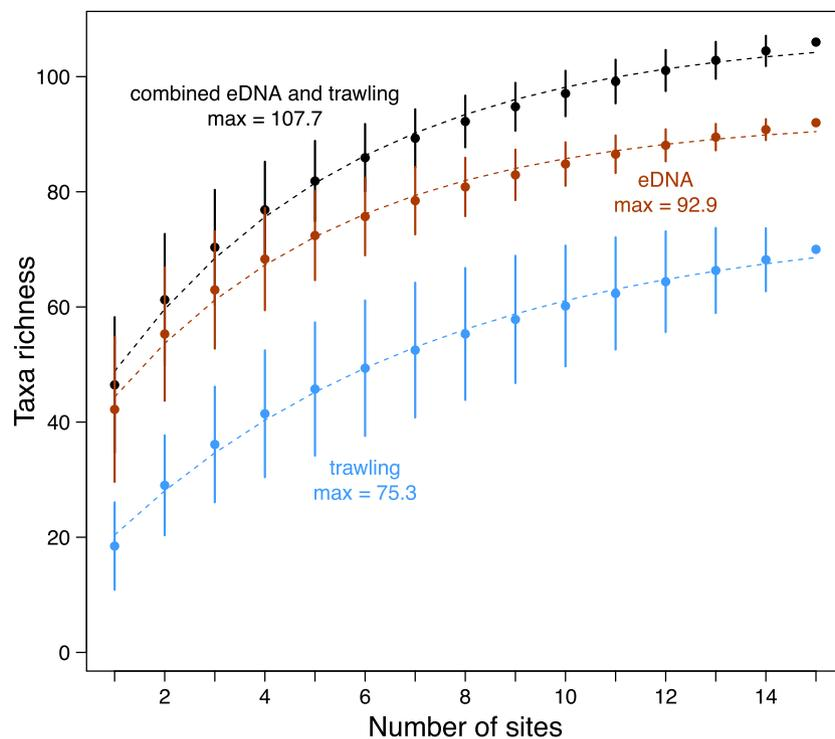 combined eDNA and trawling
max = 107.7
eDNA
max = 92.9
trawling
max = 75.3
Taxa richness
100
80
60
40
20
0
2 4 6 8 10 12 14
Number of sites